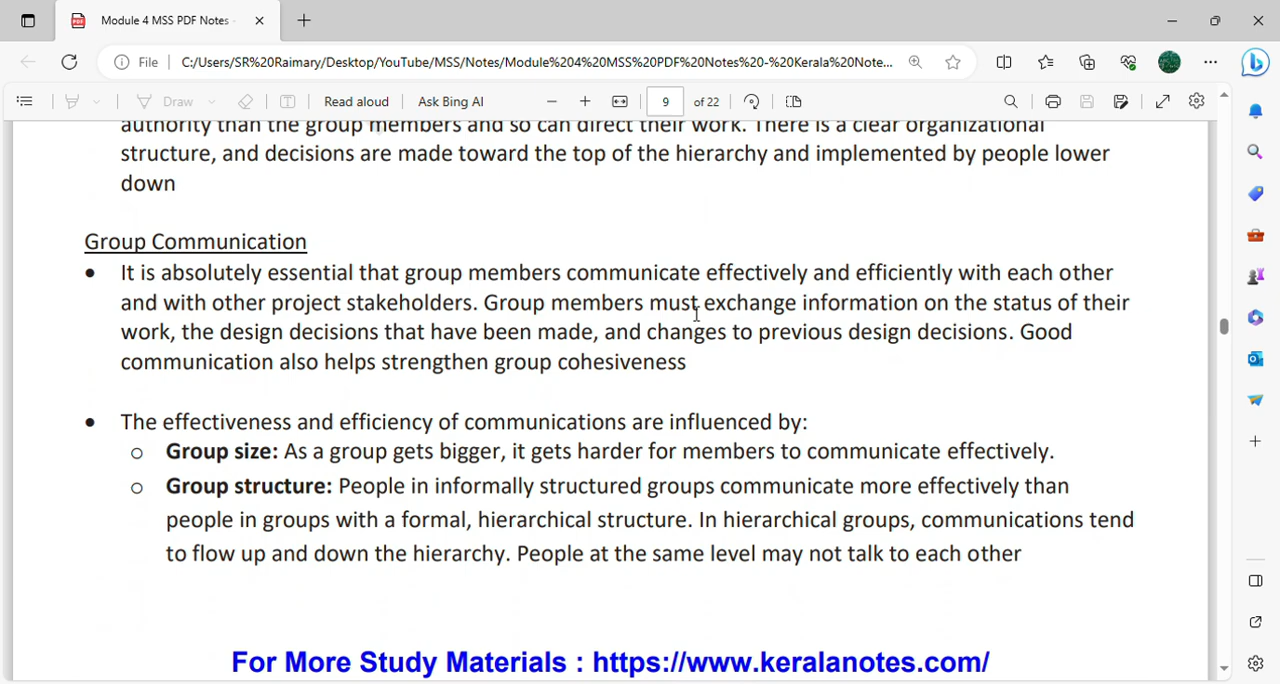 Module 4 MSS PDF Notes -
File
C:/Users/SR%20Raimary/Desktop/YouTube/MSS/Notes/Module%204%20MSS%20PDF%20Notes%20-%20Kerala%20Note...
Draw
Read aloud
Ask Bing AI
9
of 22
authority than the group members and so can direct their work. There is a clear organizational
structure, and decisions are made toward the top of the hierarchy and implemented by people lower
down
Group Communication
• It is absolutely essential that group members communicate effectively and efficiently with each other
and with other project stakeholders. Group members must exchange information on the status of their
work, the design decisions that have been made, and changes to previous design decisions. Good
communication also helps strengthen group cohesiveness
• The effectiveness and efficiency of communications are influenced by:
o Group size: As a group gets bigger, it gets harder for members to communicate effectively.
o Group structure: People in informally structured groups communicate more effectively than
people in groups with a formal, hierarchical structure. In hierarchical groups, communications tend
to flow up and down the hierarchy. People at the same level may not talk to each other
For More Study Materials : https://www.keralanotes.com/